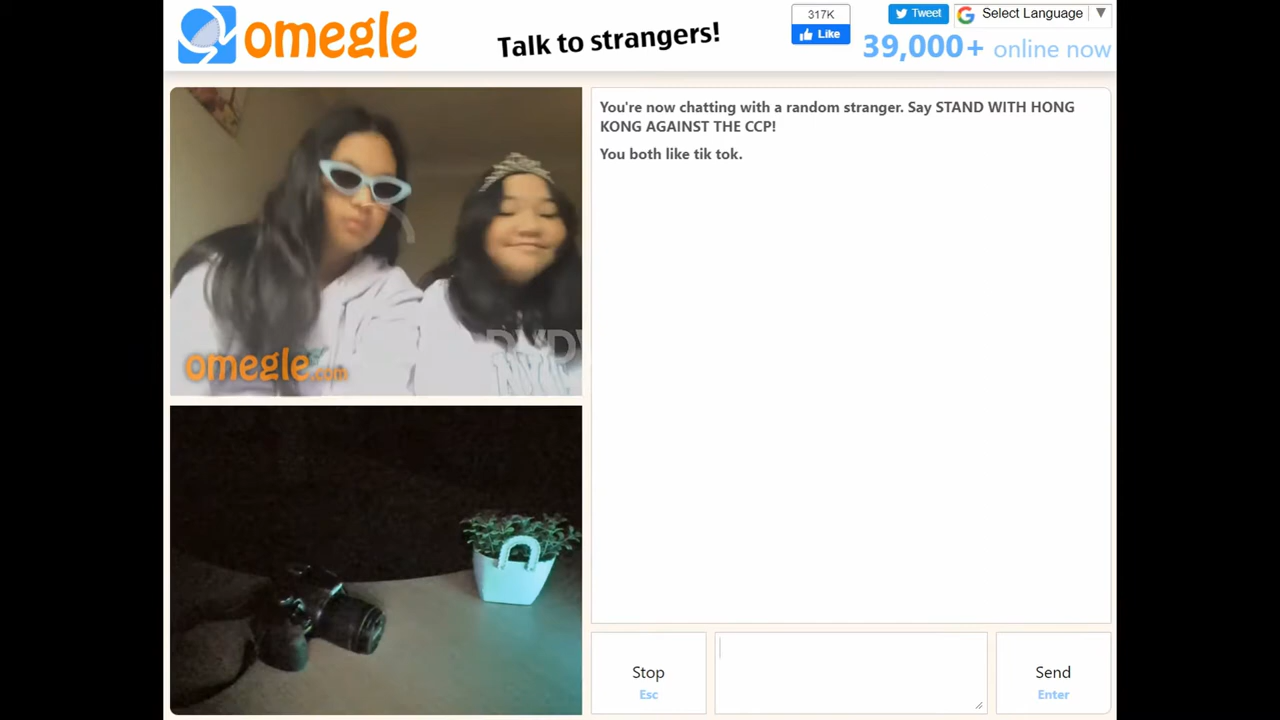 omegle
Talk to strangers!
317K
Like
Tweet
G Select Language ▼
39,000+ online now
You're now chatting with a random stranger. Say STAND WITH HONG
KONG AGAINST THE CCP!
You both like tik tok.
omegle.com
Stop
Esc
Send
Enter